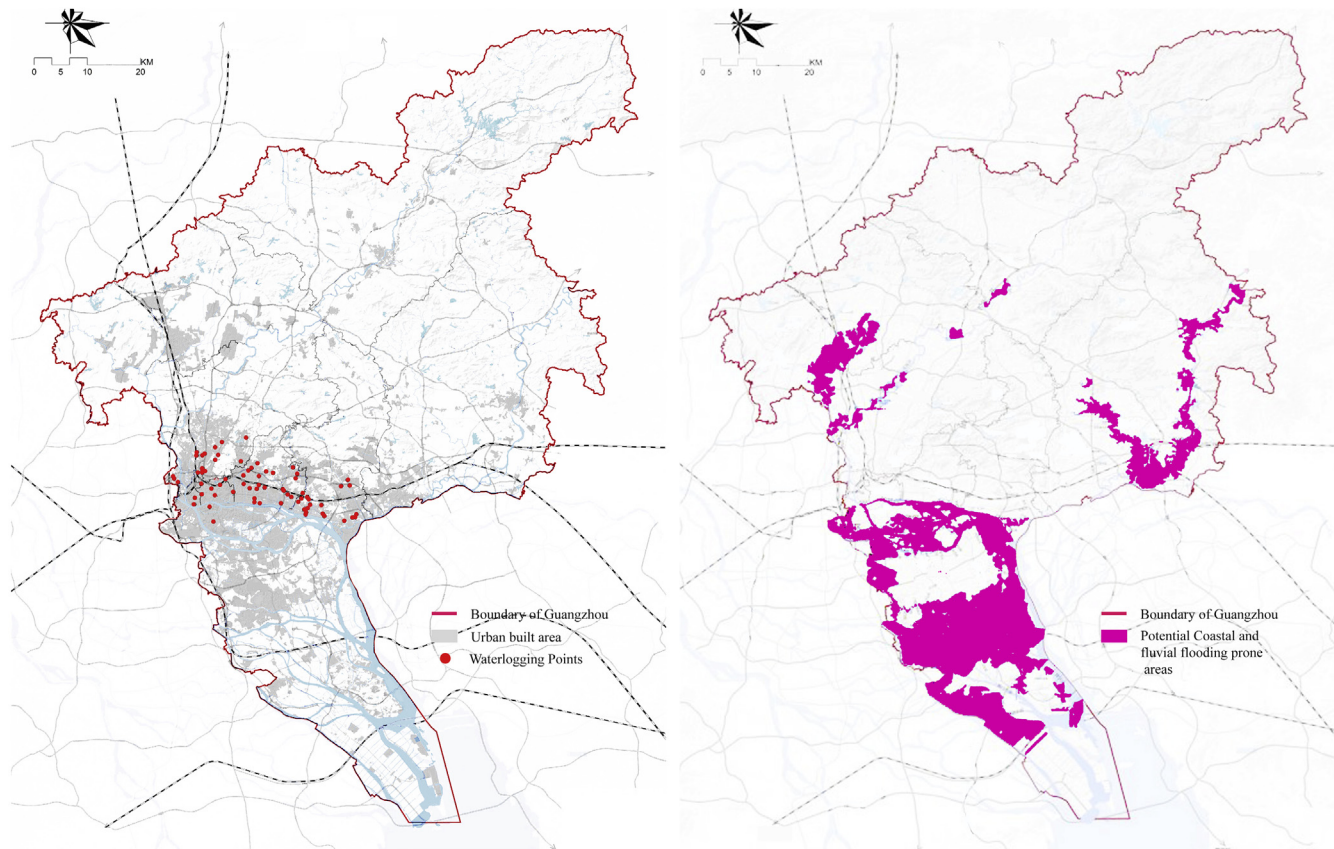 KM
0 5 10 20
Boundary of Guangzhou
Urban built area
Waterlogging Points
KM
0 5 10 20
Boundary of Guangzhou
Potential Coastal and
fluvial flooding prone
areas